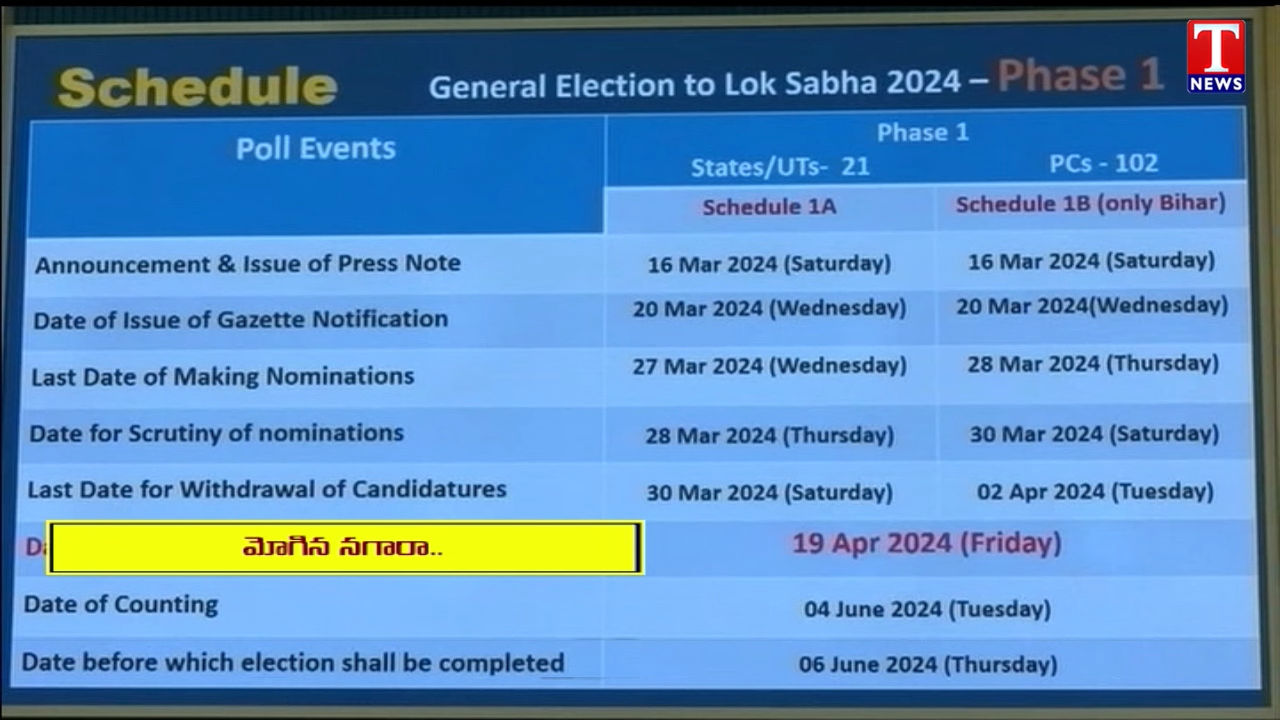 Schedule General Election to Lok Sabha 2024 – Phase 1
T
NEWS
Poll Events
Phase 1
States/UTs- 21 PCs - 102
Schedule 1A Schedule 1B (only Bihar)
Announcement & Issue of Press Note 16 Mar 2024 (Saturday) 16 Mar 2024 (Saturday)
Date of Issue of Gazette Notification 20 Mar 2024 (Wednesday) 20 Mar 2024(Wednesday)
Last Date of Making Nominations 27 Mar 2024 (Wednesday) 28 Mar 2024 (Thursday)
Date for Scrutiny of nominations 28 Mar 2024 (Thursday) 30 Mar 2024 (Saturday)
Last Date for Withdrawal of Candidatures 30 Mar 2024 (Saturday) 02 Apr 2024 (Tuesday)
మోగిన నగారా.. 19 Apr 2024 (Friday)
Date of Counting 04 June 2024 (Tuesday)
Date before which election shall be completed 06 June 2024 (Thursday)